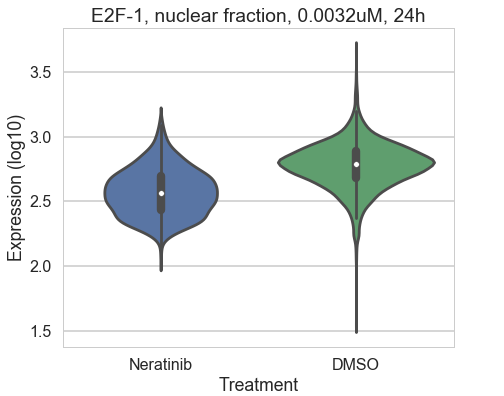 E2F-1, nuclear fraction, 0.0032uM, 24h
Expression (log10)
3.5
3.0
2.5
2.0
1.5
Neratinib DMSO
Treatment